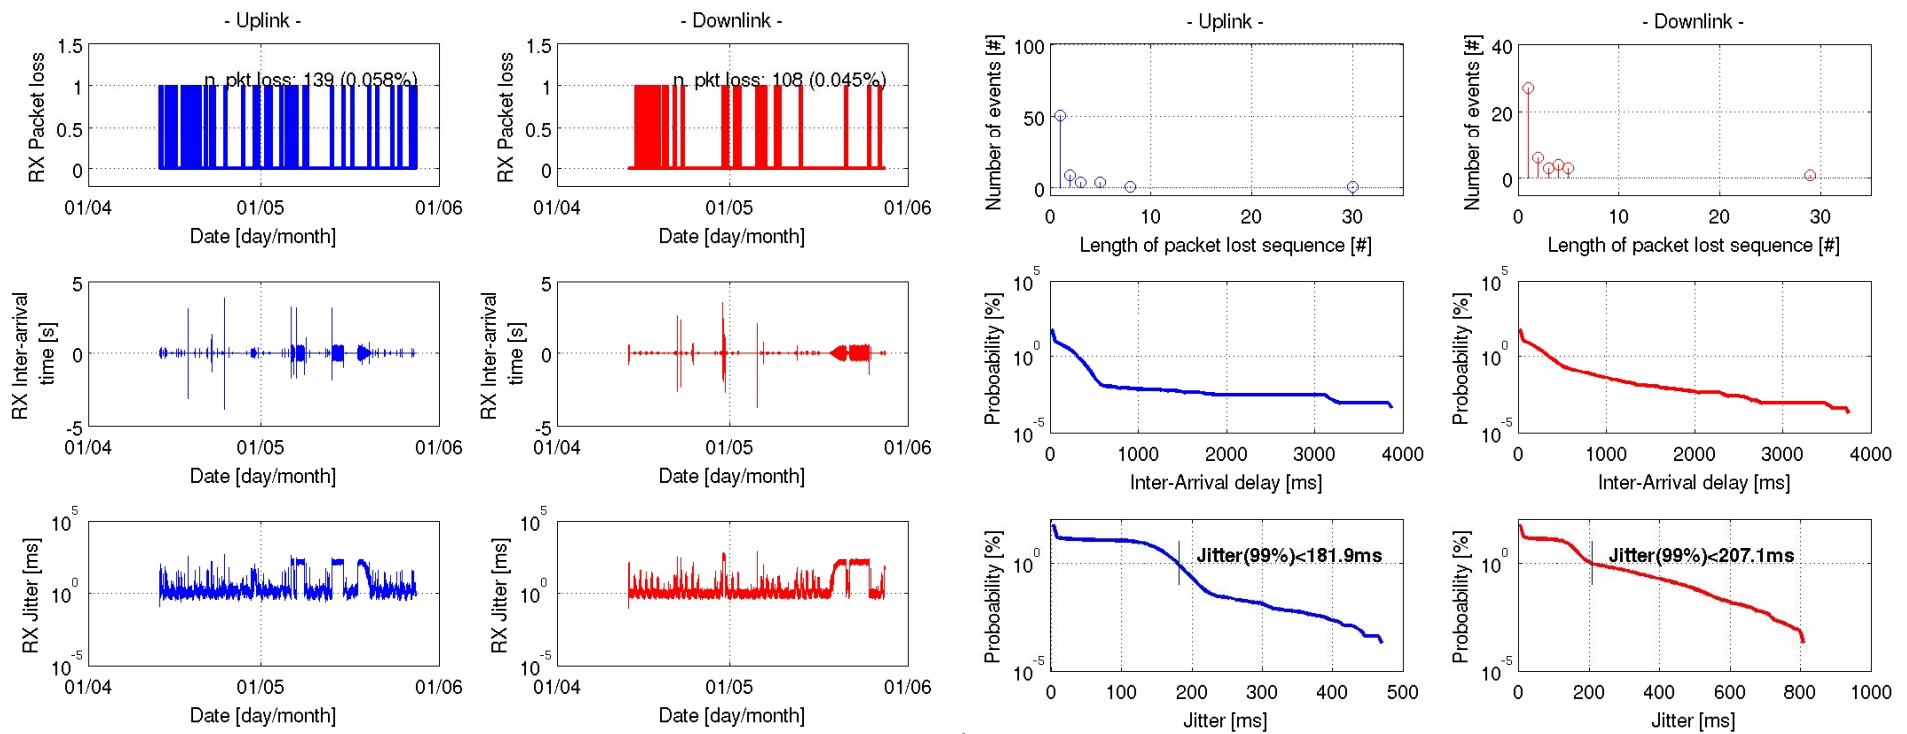 - Uplink -
1.5
1
0.5
0
RX Packet loss
n. pkt loss: 139 (0.058%)
01/04
01/05
01/06
Date [day/month]
- Downlink -
1.5
1
0.5
0
RX Packet loss
n. pkt loss: 108 (0.045%)
01/04
01/05
01/06
Date [day/month]
- Uplink -
100
50
0
Number of events [#]
0
10
20
30
Length of packet lost sequence [#]
- Downlink -
40
20
0
Number of events [#]
0
10
20
30
Length of packet lost sequence [#]
5
0
-5
RX Inter-arrival
time [s]
01/04
01/05
01/06
Date [day/month]
5
0
-5
RX Inter-arrival
time [s]
01/04
01/05
01/06
Date [day/month]
10^5
10^0
10^-5
Proboability [%]
0
1000
2000
3000
4000
Inter-Arrival delay [ms]
10^5
10^0
10^-5
Proboability [%]
0
1000
2000
3000
4000
Inter-Arrival delay [ms]
10^5
10^0
10^-5
RX Jitter [ms]
01/04
01/05
01/06
Date [day/month]
10^5
10^0
10^-5
RX Jitter [ms]
01/04
01/05
01/06
Date [day/month]
10^0
10^-5
Proboability [%]
Jitter(99%)<181.9ms
0
100
200
300
400
500
Jitter [ms]
10^0
10^-5
Proboability [%]
Jitter(99%)<207.1ms
0
200
400
600
800
1000
Jitter [ms]